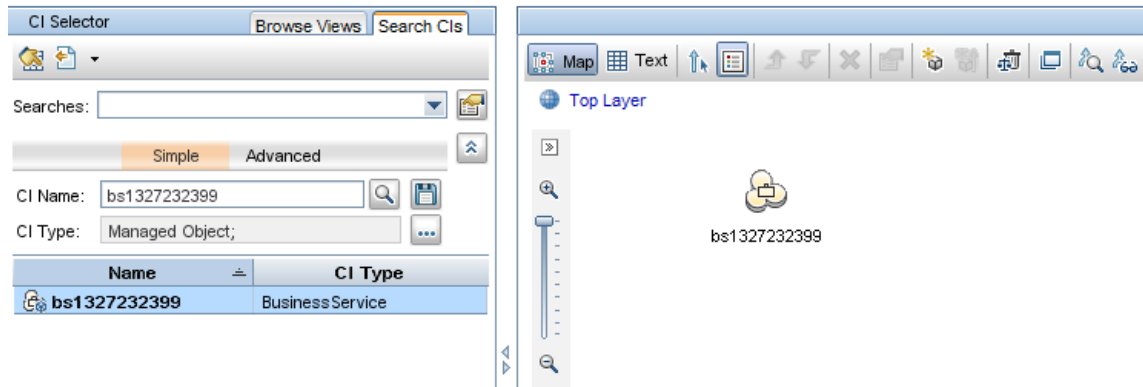 CI Selector
Browse Views
Search CIs
Searches:
Simple
Advanced
CI Name: bs1327232399
CI Type: Managed Object;
...
Name
CI Type
bs1327232399
BusinessService
Map
Text
Top Layer
bs1327232399